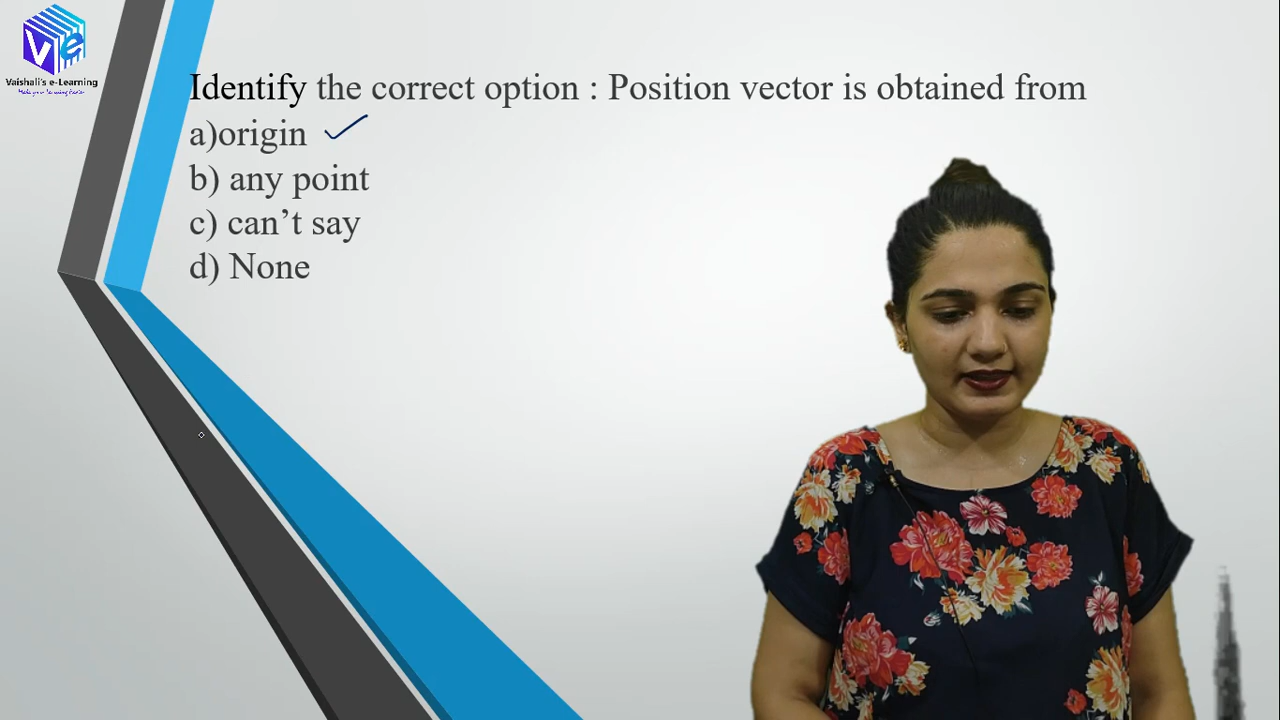 Vaishali's e-Learning
Identify the correct option : Position vector is obtained from
a)origin
b) any point
c) can’t say
d) None